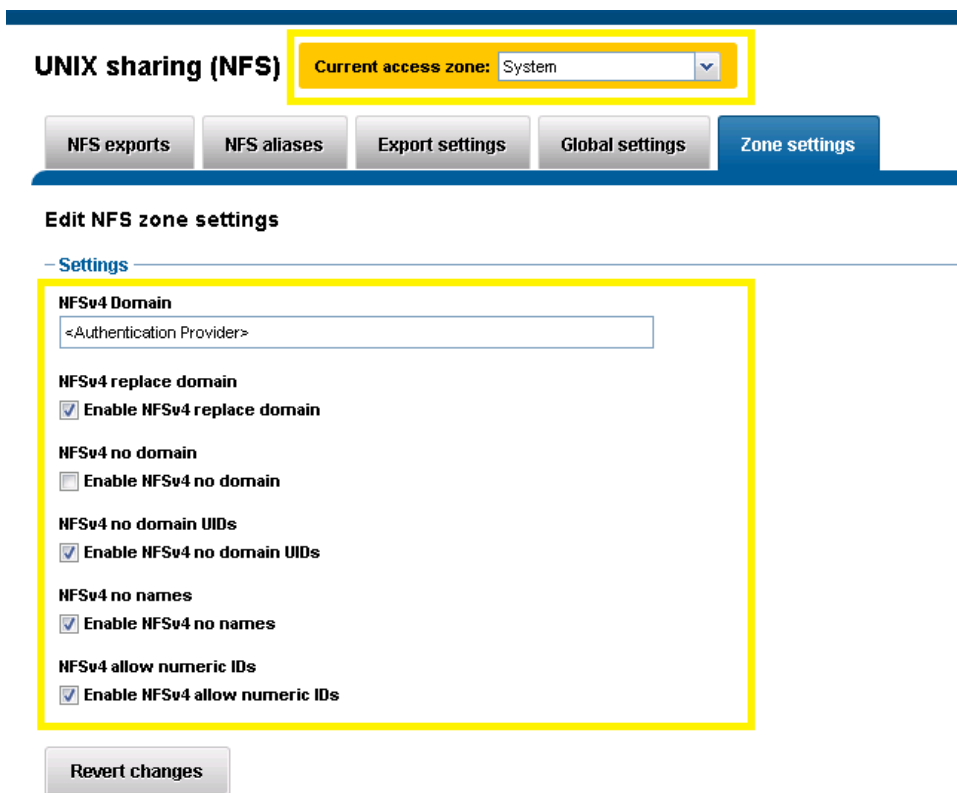 UNIX sharing (NFS)
Current access zone: System
NFS exports
NFS aliases
Export settings
Global settings
Zone settings
Edit NFS zone settings
Settings
NFSv4 Domain
<Authentication Provider>
NFSv4 replace domain
Enable NFSv4 replace domain
NFSv4 no domain
Enable NFSv4 no domain
NFSv4 no domain UIDs
Enable NFSv4 no domain UIDs
NFSv4 no names
Enable NFSv4 no names
NFSv4 allow numeric IDs
Enable NFSv4 allow numeric IDs
Revert changes